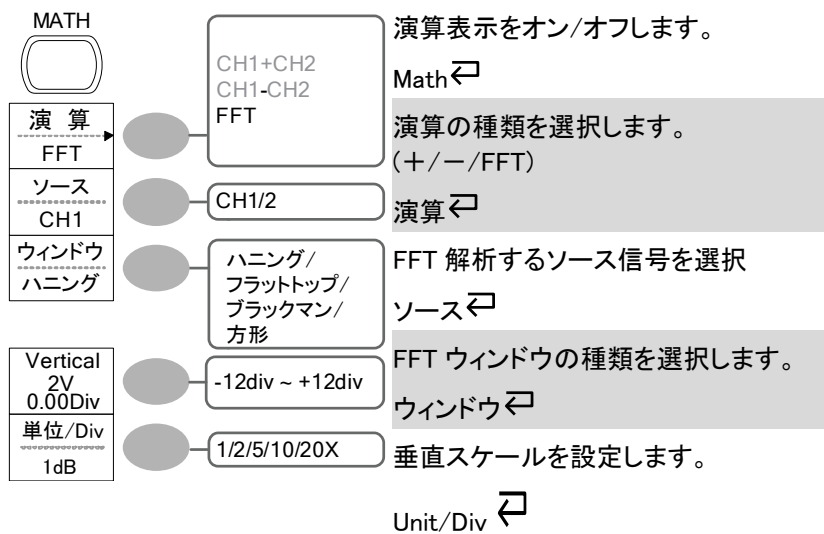 MATH
演 算
FFT
ソース
CH1
ウィンドウ
ハニング
Vertical
2V
0.00Div
単位/Div
1dB
CH1+CH2
CH1-CH2
FFT
CH1/2
ハニング/
フラットトップ/
ブラックマン/
方形
-12div ~ +12div
1/2/5/10/20X
演算表示をオン/オフします。
Math
演算の種類を選択します。
(＋/－/FFT)
演算
FFT 解析するソース信号を選択
ソース
FFT ウィンドウの種類を選択します。
ウィンドウ
垂直スケールを設定します。
Unit/Div